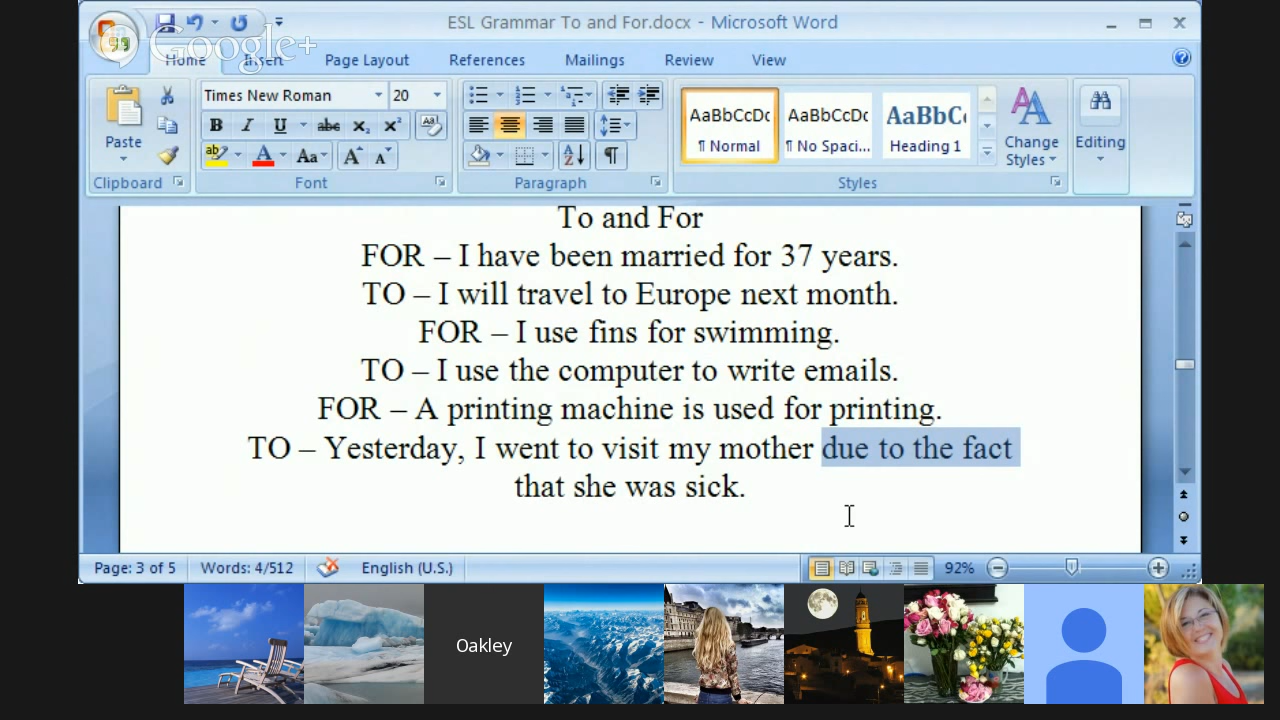 ESL Grammar To and For.docx - Microsoft Word
Google+
Home Insert Page Layout References Mailings Review View
Times New Roman 20
AaBbCcDc AaBbCcDc AaBbC
B I U abc X₂ X² Aa
Paste ¶ Normal ¶ No Spaci... Heading 1 Change Styles Editing
Clipboard Font Paragraph Styles
To and For
FOR – I have been married for 37 years.
TO – I will travel to Europe next month.
FOR – I use fins for swimming.
TO – I use the computer to write emails.
FOR – A printing machine is used for printing.
TO – Yesterday, I went to visit my mother due to the fact
that she was sick.
Page: 3 of 5 Words: 4/512 English (U.S.) 92%
Oakley